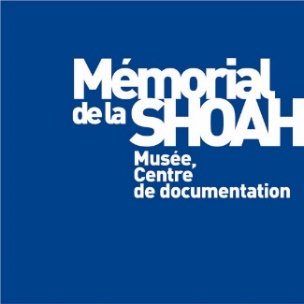 Mémorial
de la SHOAH
Musée,
Centre
de documentation